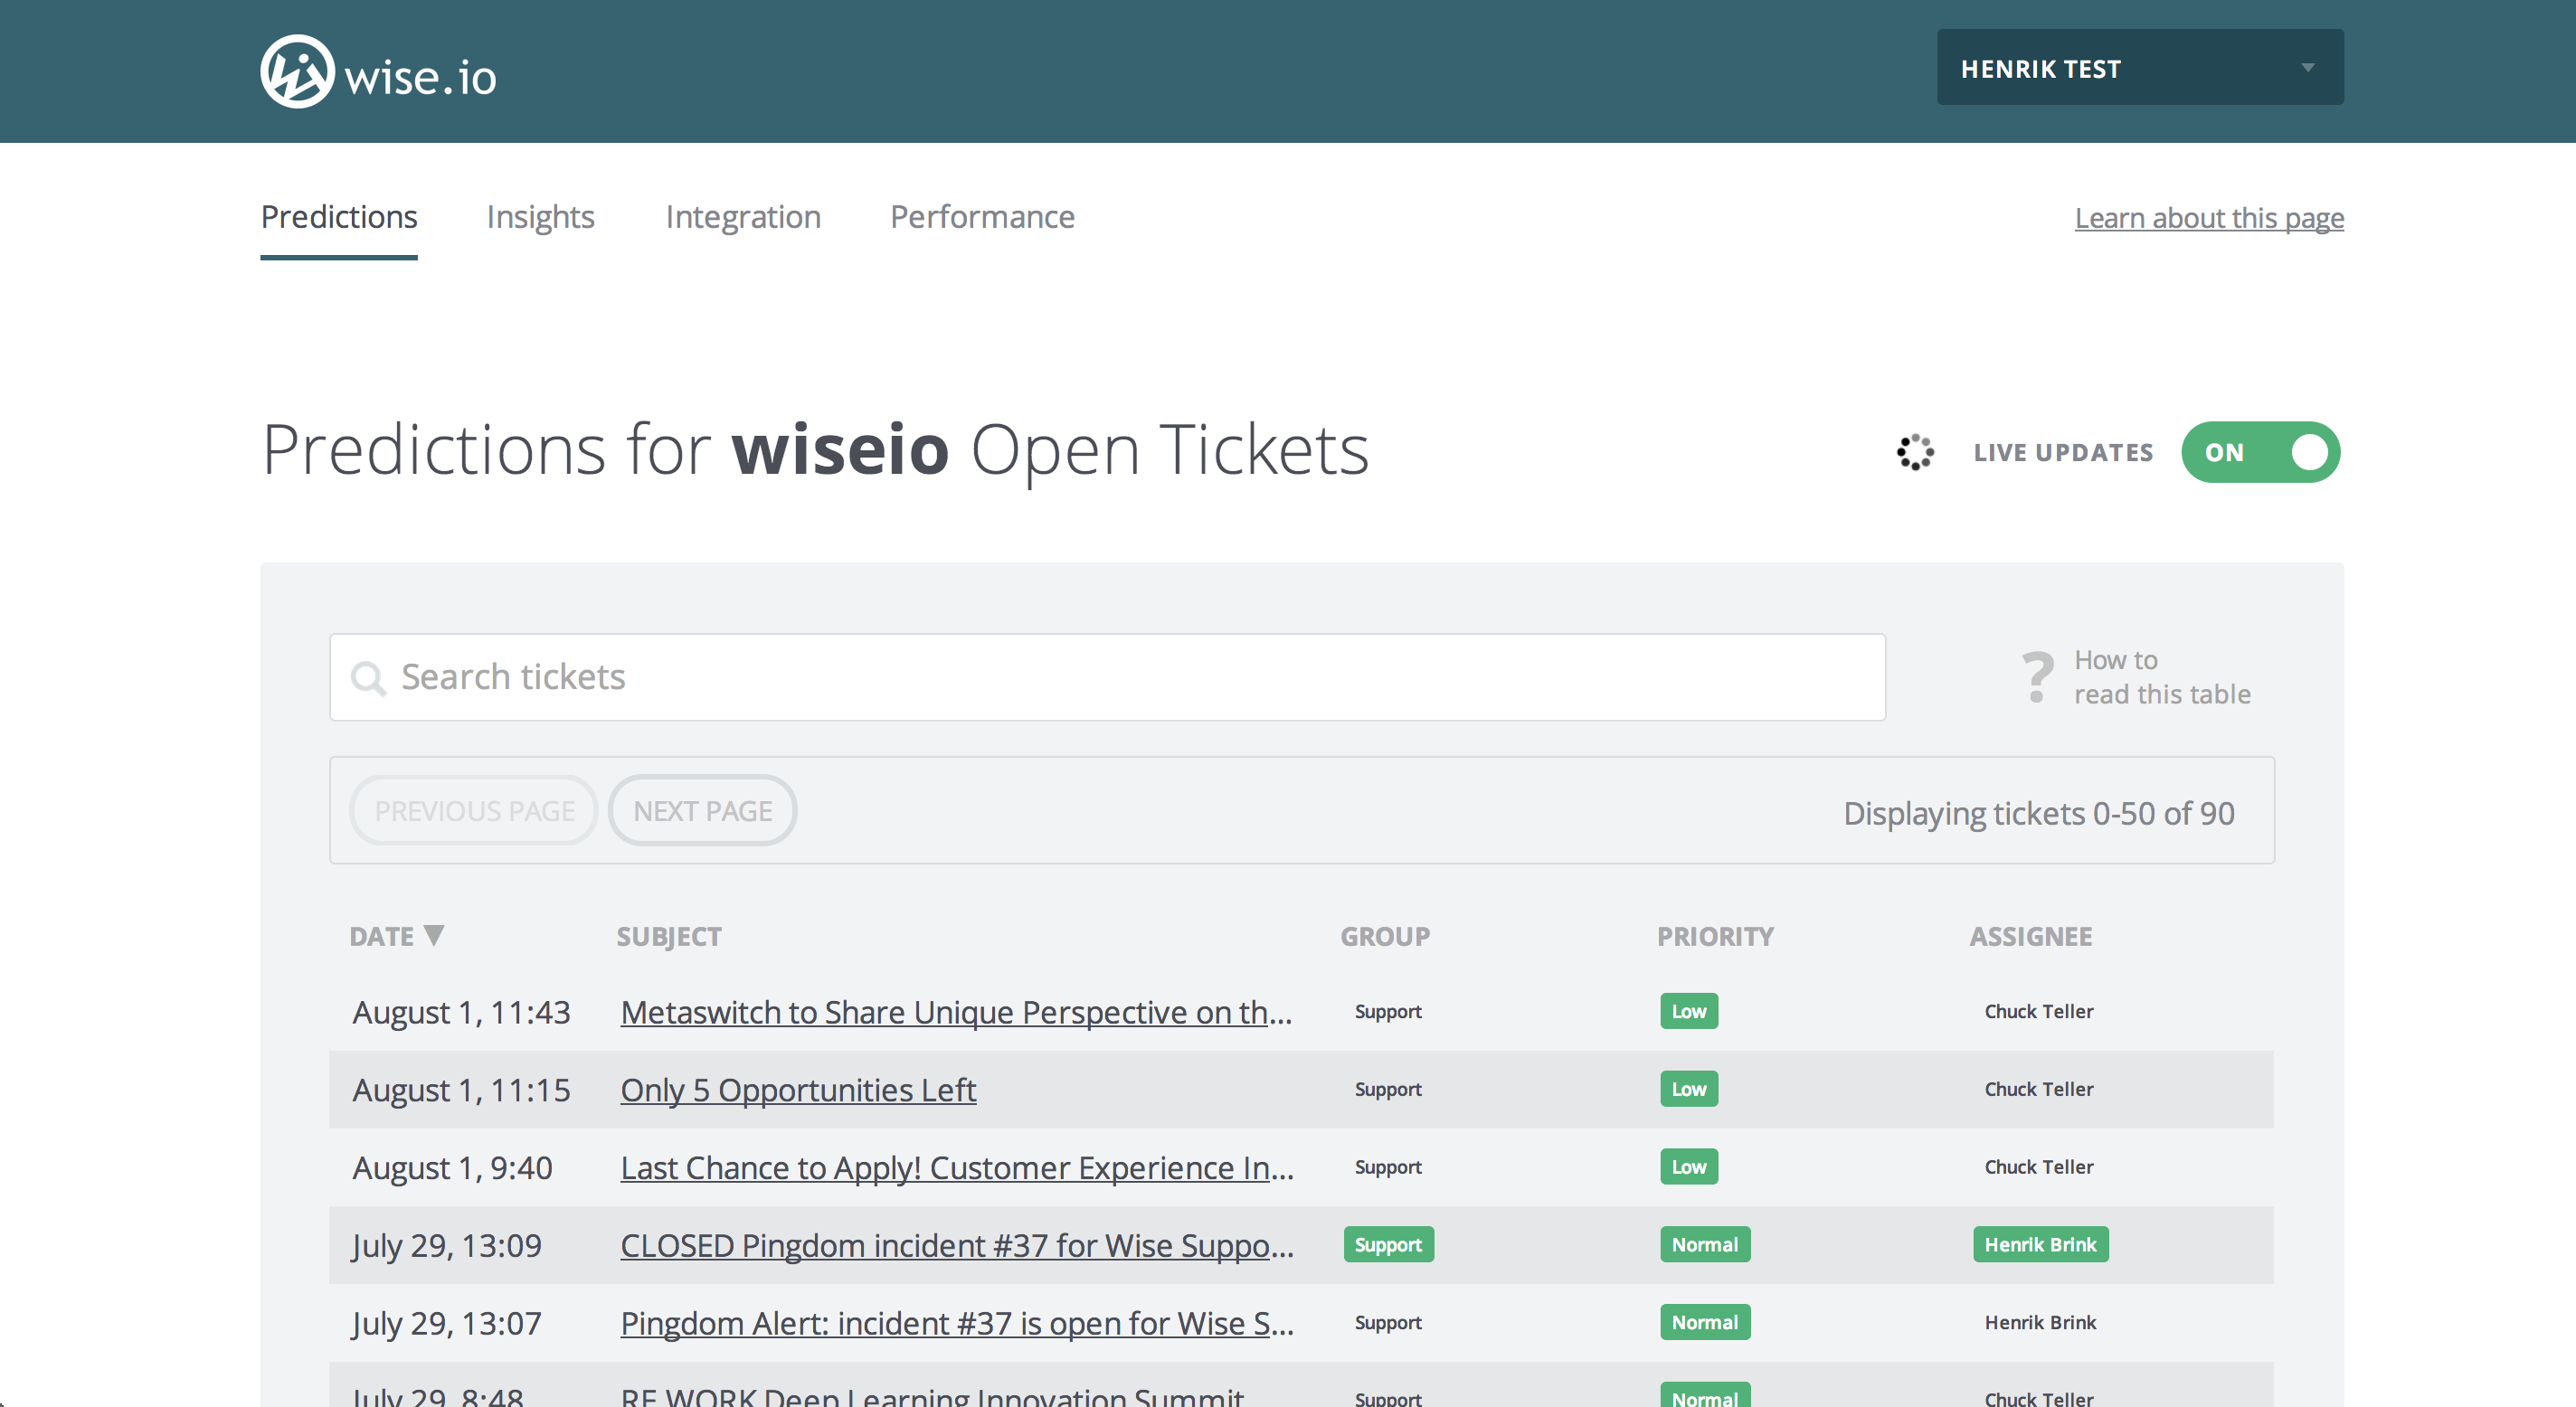 wise.io
HENRIK TEST
Predictions Insights Integration Performance Learn about this page
Predictions for wiseio Open Tickets
LIVE UPDATES ON
Search tickets
? How to
read this table
PREVIOUS PAGE NEXT PAGE Displaying tickets 0-50 of 90
DATE ▼ SUBJECT GROUP PRIORITY ASSIGNEE
August 1, 11:43 Metaswitch to Share Unique Perspective on th... Support Low Chuck Teller
August 1, 11:15 Only 5 Opportunities Left Support Low Chuck Teller
August 1, 9:40 Last Chance to Apply! Customer Experience In... Support Low Chuck Teller
July 29, 13:09 CLOSED Pingdom incident #37 for Wise Suppo... Support Normal Henrik Brink
July 29, 13:07 Pingdom Alert: incident #37 is open for Wise S... Support Normal Henrik Brink
July 29, 8:48 RE WORK Deep Learning Innovation Summit Support Normal Chuck Teller